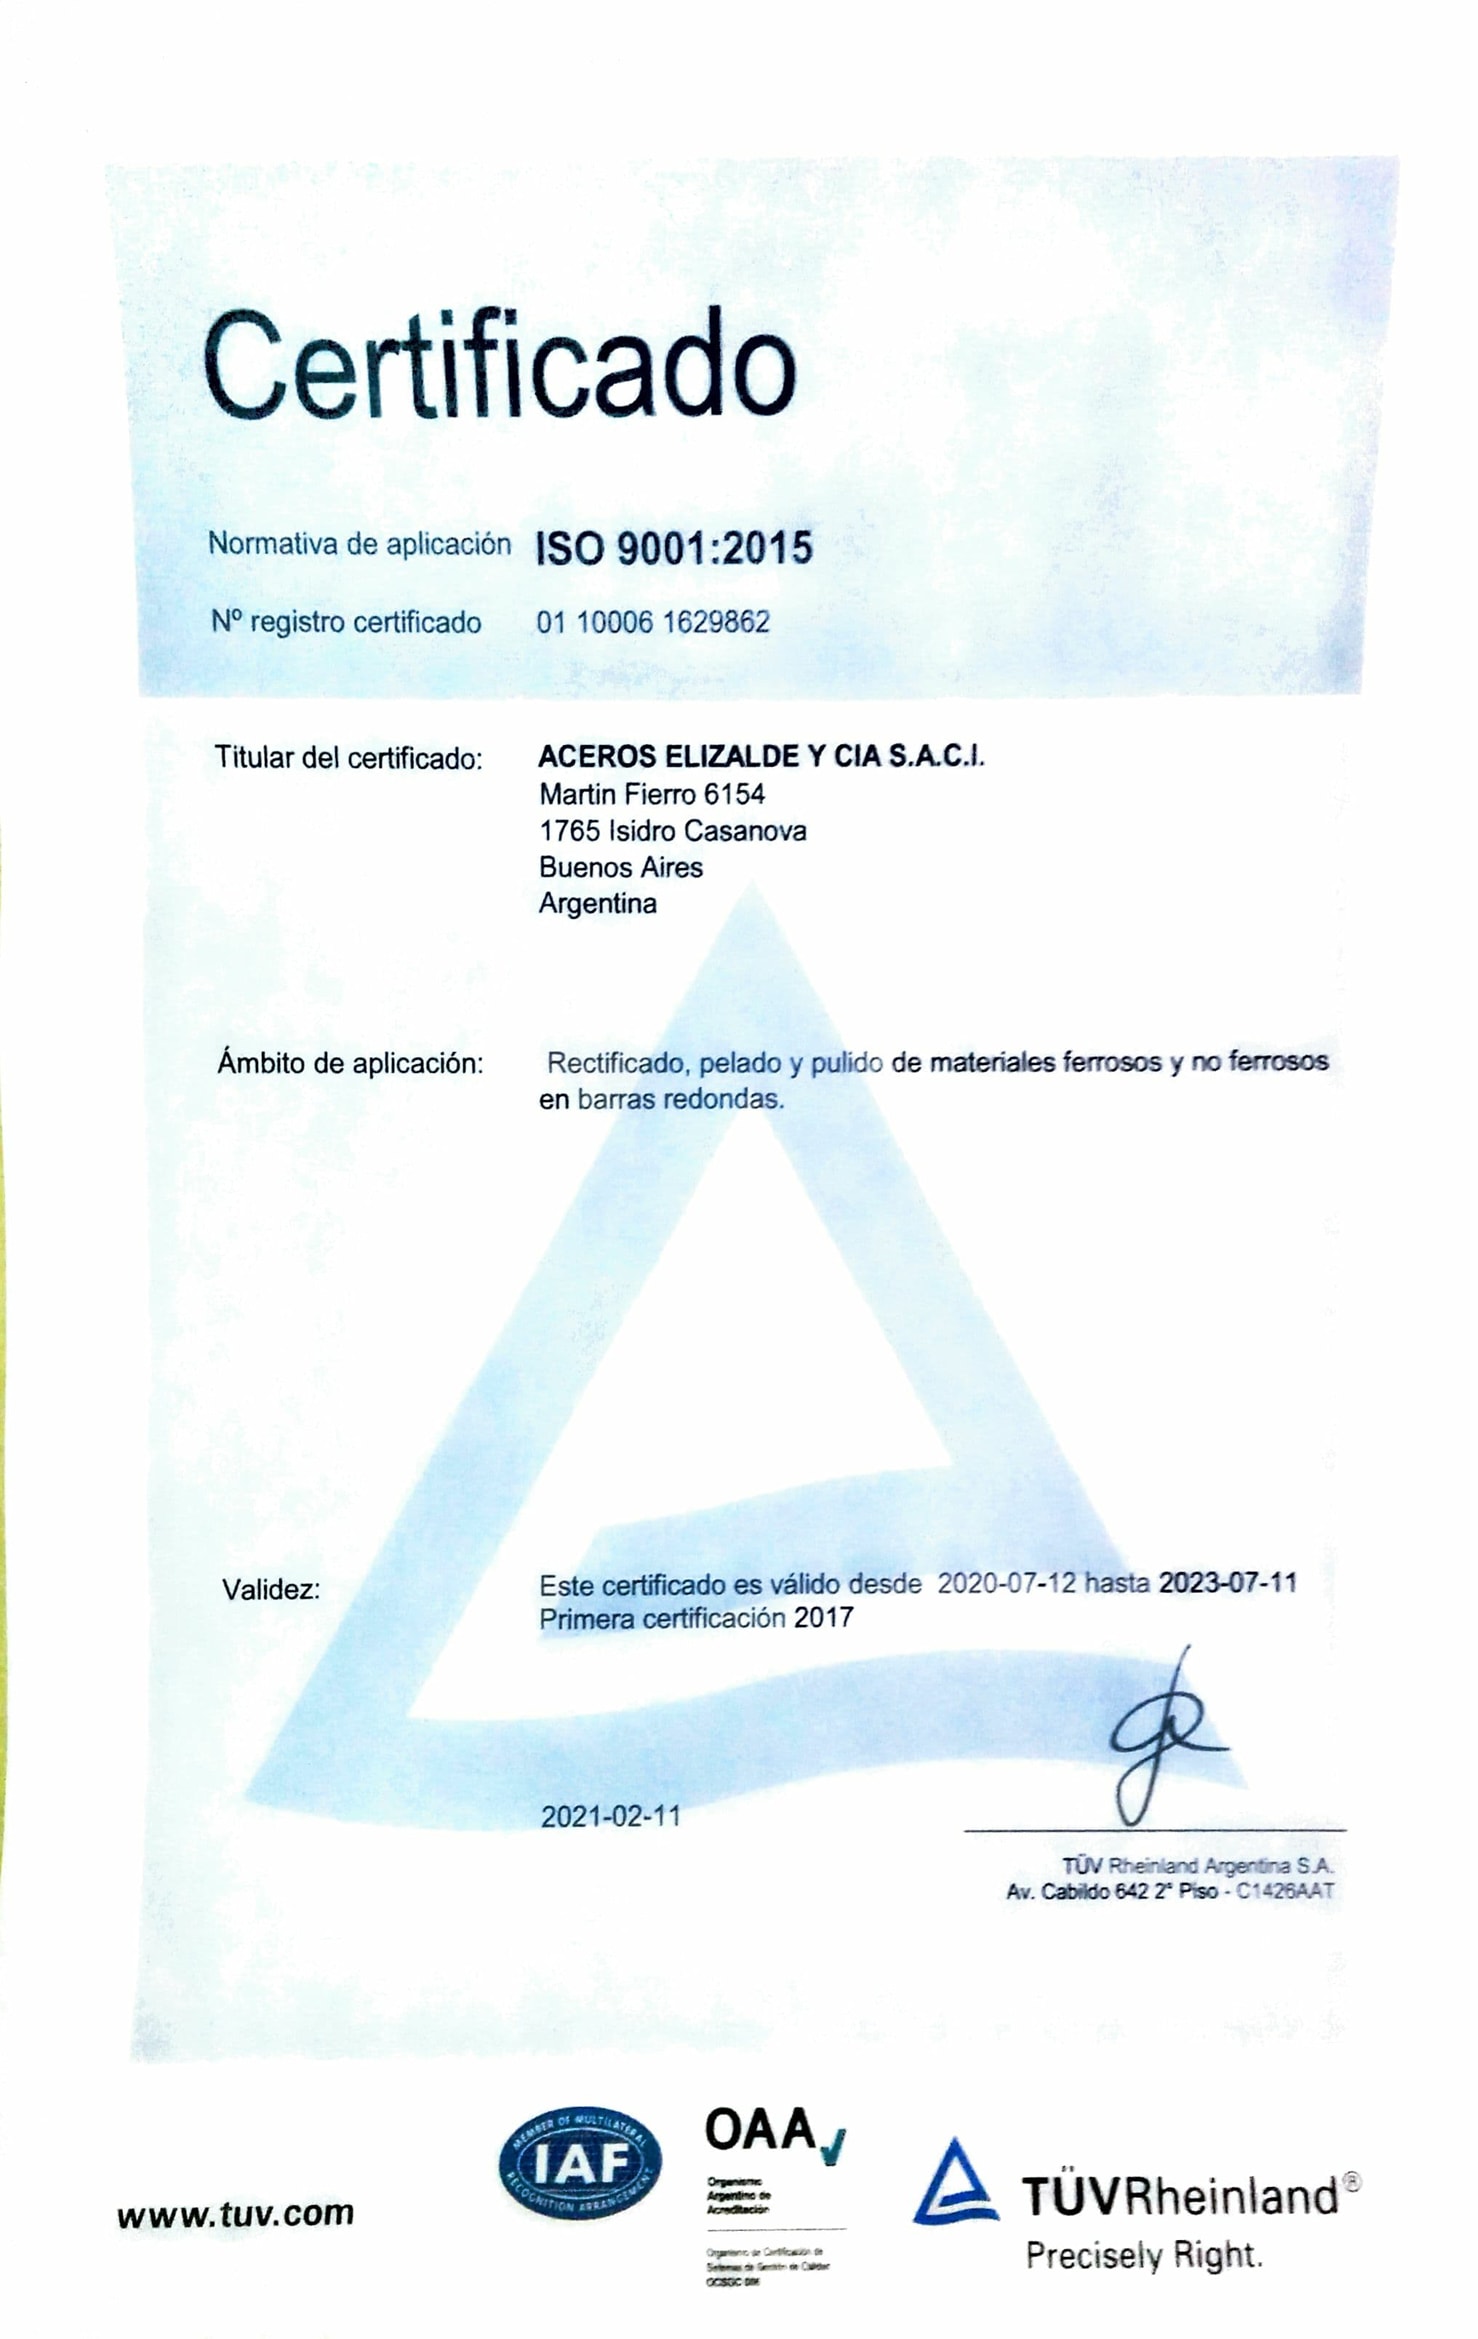 Certificado
Normativa de aplicación ISO 9001:2015
Nº registro certificado 01 10006 1629862
Titular del certificado: ACEROS ELIZALDE Y CIA S.A.C.I.
Martin Fierro 6154
1765 Isidro Casanova
Buenos Aires
Argentina
Ámbito de aplicación: Rectificado, pelado y pulido de materiales ferrosos y no ferrosos
en barras redondas.
Validez: Este certificado es válido desde 2020-07-12 hasta 2023-07-11
Primera certificación 2017
2021-02-11
TÜV Rheinland Argentina S.A.
Av. Cabildo 642 2° Piso - C1426AAT
www.tuv.com
MEMBER OF MULTILATERAL
IAF
RECOGNITION ARRANGEMENT
OAA
Organismo
Argentino de
Acreditación
Organismo de Certificación de
Sistemas de Gestión de Calidad
TÜVRheinland®
Precisely Right.